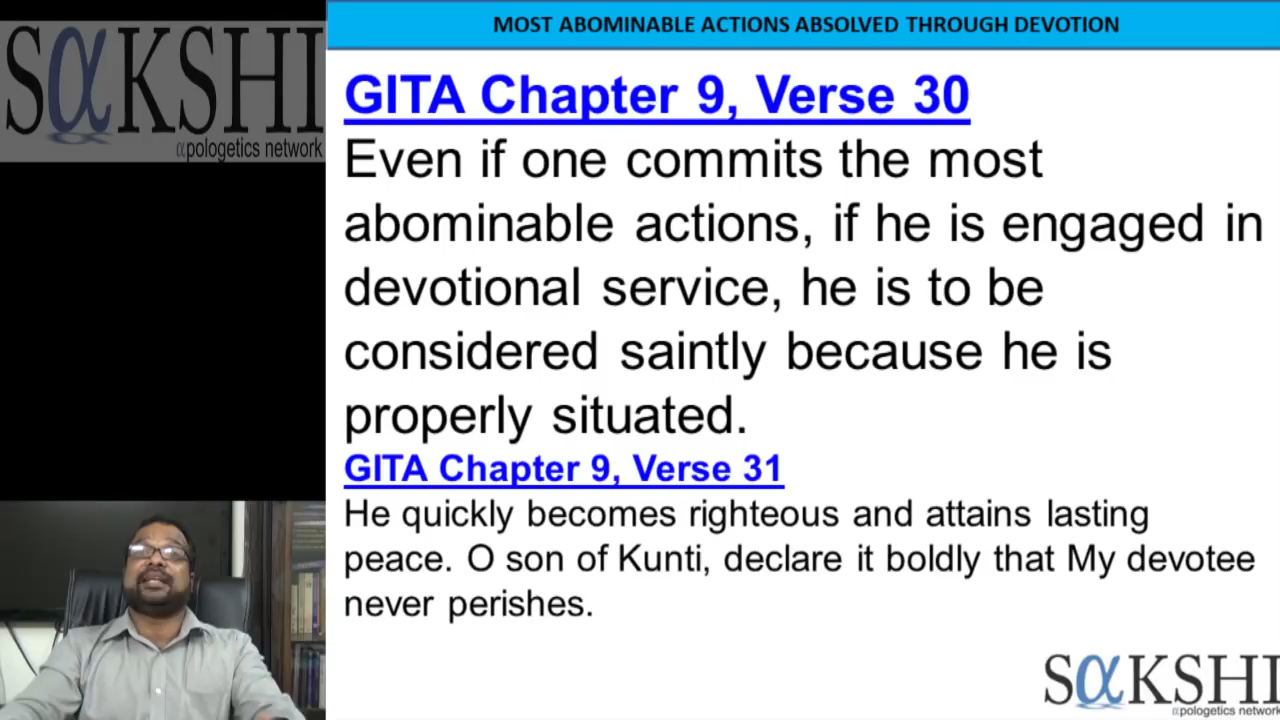 SαKSHI
αpologetics network
MOST ABOMINABLE ACTIONS ABSOLVED THROUGH DEVOTION
GITA Chapter 9, Verse 30
Even if one commits the most
abominable actions, if he is engaged in
devotional service, he is to be
considered saintly because he is
properly situated.
GITA Chapter 9, Verse 31
He quickly becomes righteous and attains lasting
peace. O son of Kunti, declare it boldly that My devotee
never perishes.
SαKSHI
αpologetics network